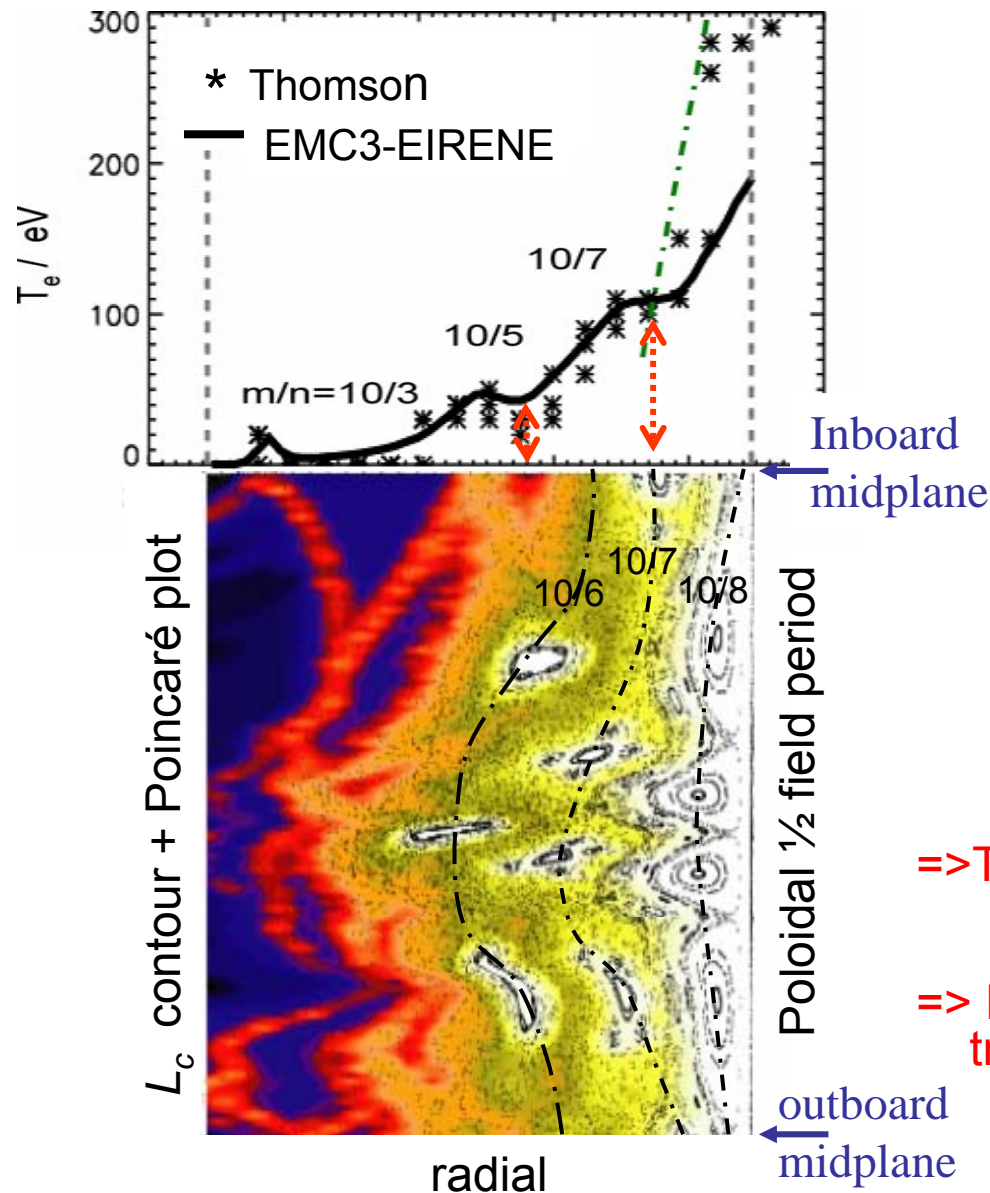 300
* Thomson
EMC3-EIRENE
200
T_e / eV
10/7
100
10/5
m/n=10/3
0
Inboard
midplane
10/7
10/6
10/8
L_c contour + Poincaré plot
Poloidal ½ field period
=>T
=>
tr
outboard
midplane
radial